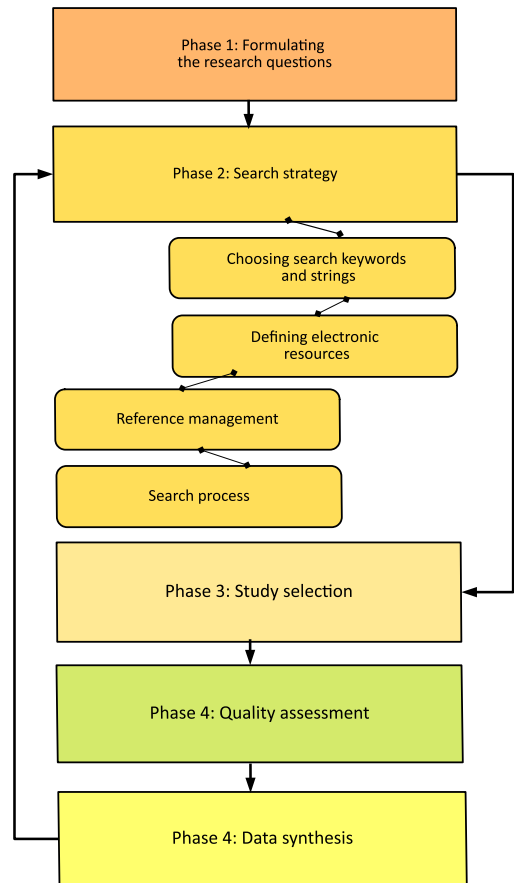 Phase 1: Formulating
the research questions
Phase 2: Search strategy
Choosing search keywords
and strings
Defining electronic
resources
Reference management
Search process
Phase 3: Study selection
Phase 4: Quality assessment
Phase 4: Data synthesis